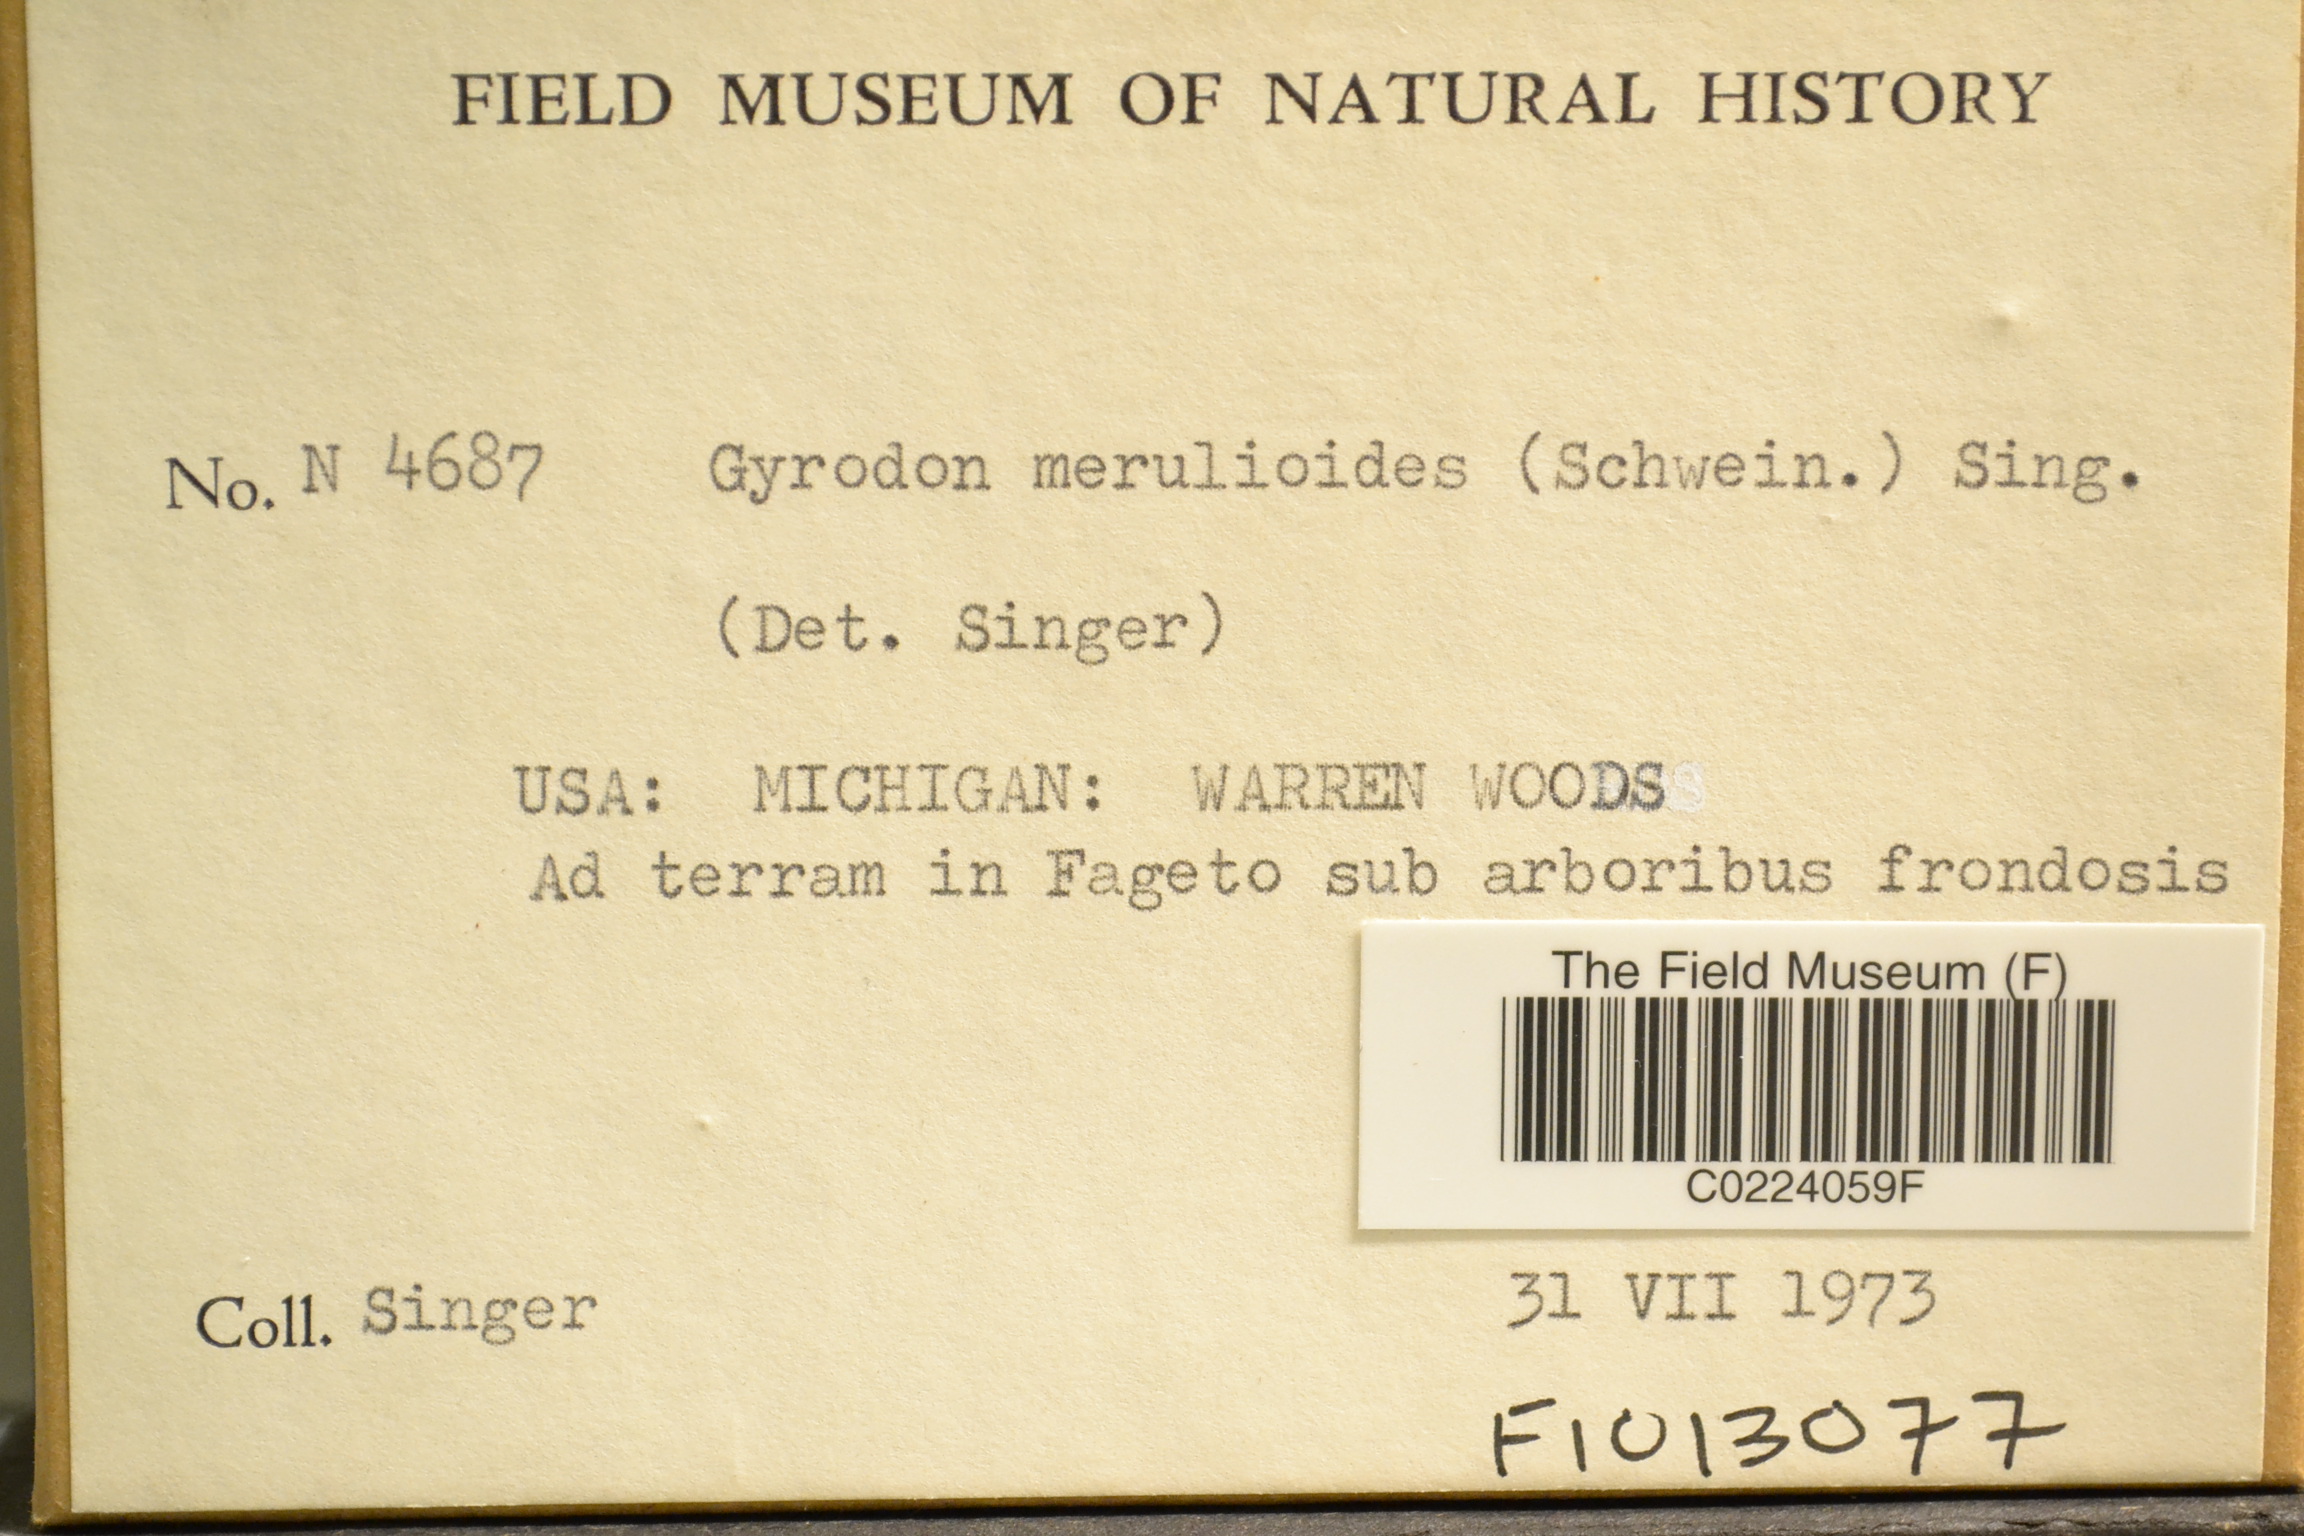 FIELD MUSEUM OF NATURAL HISTORY
No. N 4687 Gyrodon merulioides (Schwein.) Sing.
(Det. Singer)
USA: MICHIGAN: WARREN WOODS
Ad terram in Fageto sub arboribus frondosis
The Field Museum (F)
C0224059F
Coll. Singer 31 VII 1973
F1013077